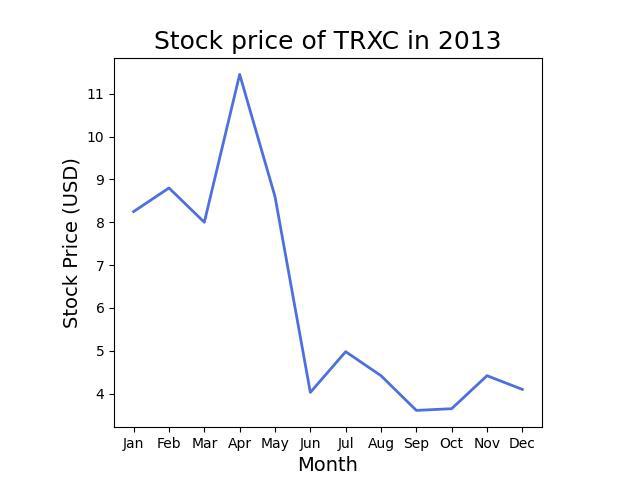 Stock price of TRXC in 2013
Stock Price (USD)
11
10
9
8
7
6
5
4
Jan Feb Mar Apr May Jun Jul Aug Sep Oct Nov Dec
Month